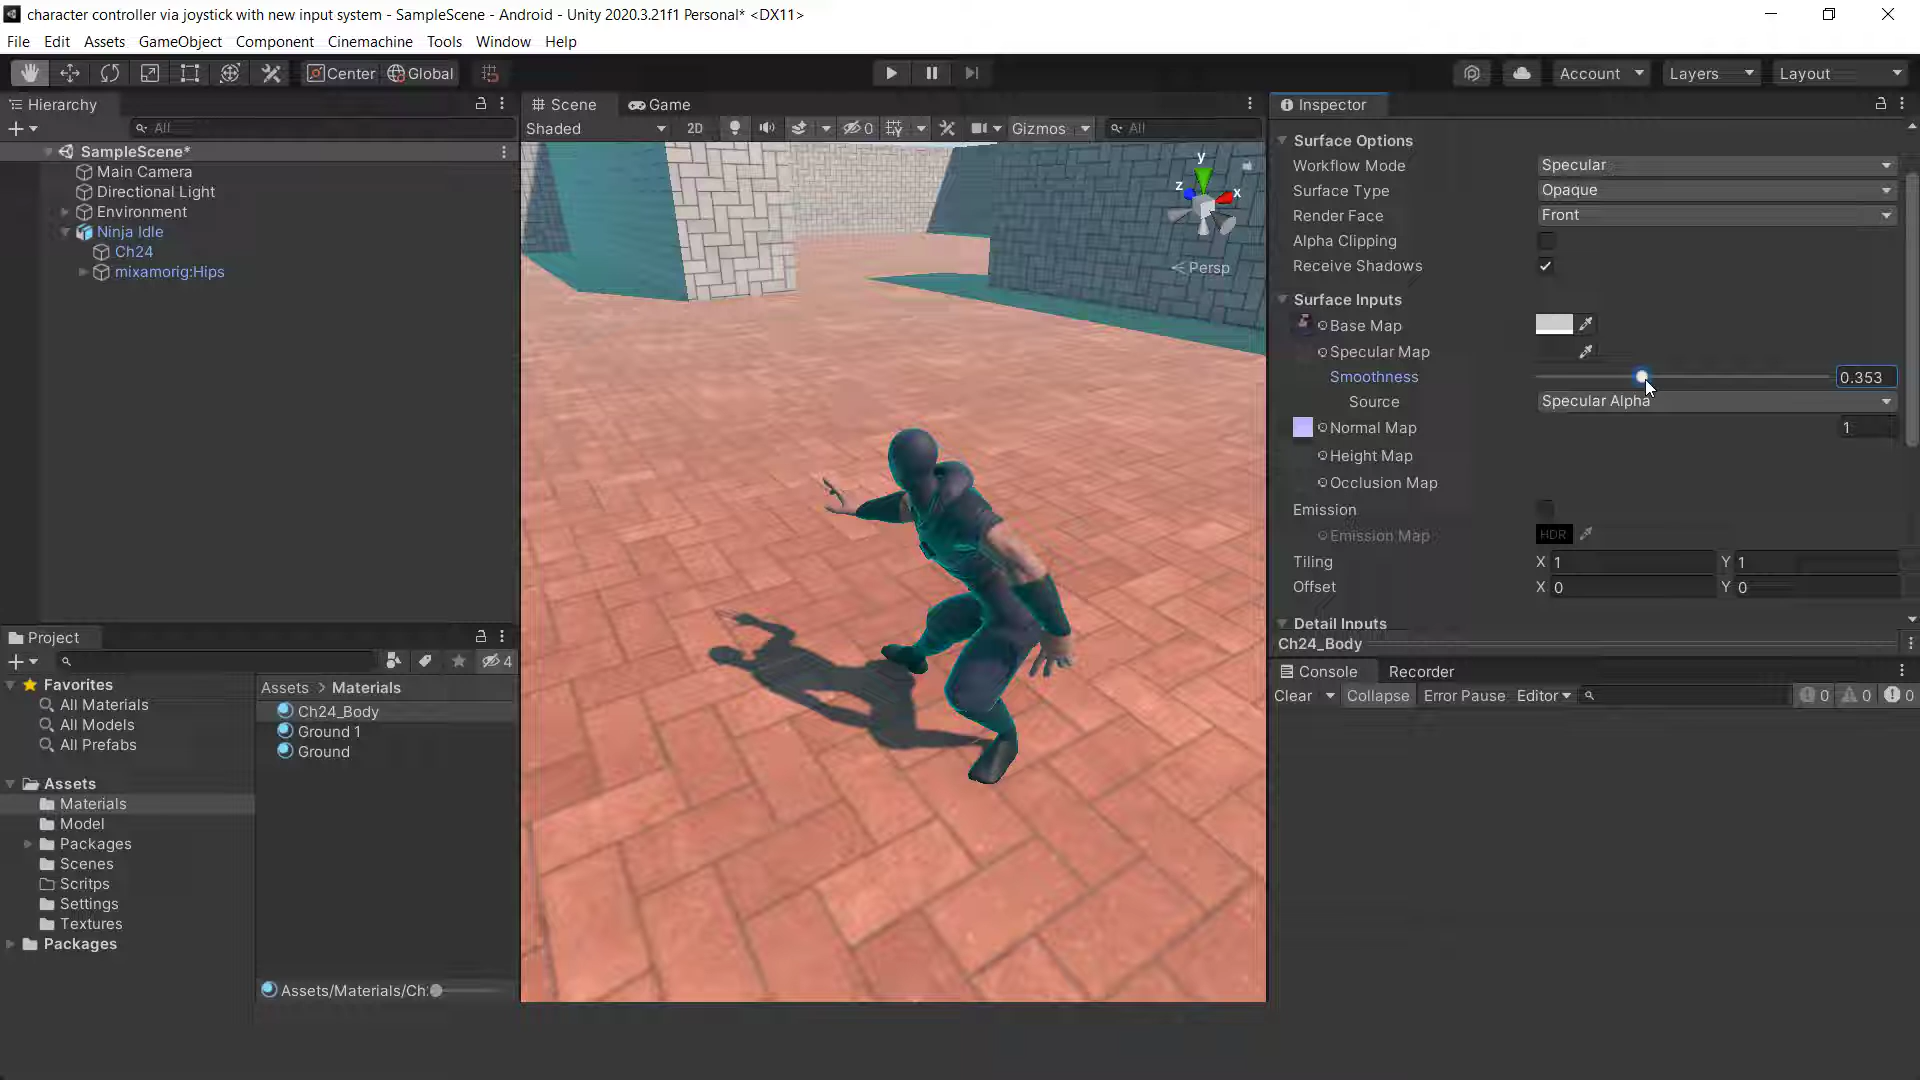 character controller via joystick with new input system - SampleScene - Android - Unity 2020.3.21f1 Personal* <DX11>
File Edit Assets GameObject Component Cinemachine Tools Window Help
Center Global Account Layers Layout
Hierarchy
All
SampleScene*
Main Camera
Directional Light
Environment
Ninja Idle
Ch24
mixamorig:Hips
Scene Game
Shaded 2D 0 Gizmos All
y
z
x
Persp
Inspector
Surface Options
Workflow Mode Specular
Surface Type Opaque
Render Face Front
Alpha Clipping
Receive Shadows
Surface Inputs
Base Map
Specular Map
Smoothness 0.353
Source Specular Alpha
Normal Map 1
Height Map
Occlusion Map
Emission
Emission Map HDR
Tiling X 1 Y 1
Offset X 0 Y 0
Detail Inputs
Ch24_Body
Project
4
Favorites
All Materials
All Models
All Prefabs
Assets
Materials
Model
Packages
Scenes
Scritps
Settings
Textures
Packages
Assets > Materials
Ch24_Body
Ground 1
Ground
Assets/Materials/Ch
Console Recorder
Clear Collapse Error Pause Editor 0 0 0